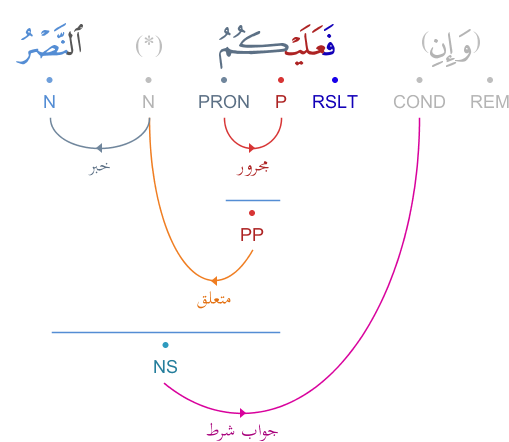 (وَإِنِ) فَعَلَيْكُمُ (*) ٱلنَّصْرُ
REM COND RSLT P PRON N N
خبر مجرور
PP
متعلق
NS
جواب شرط